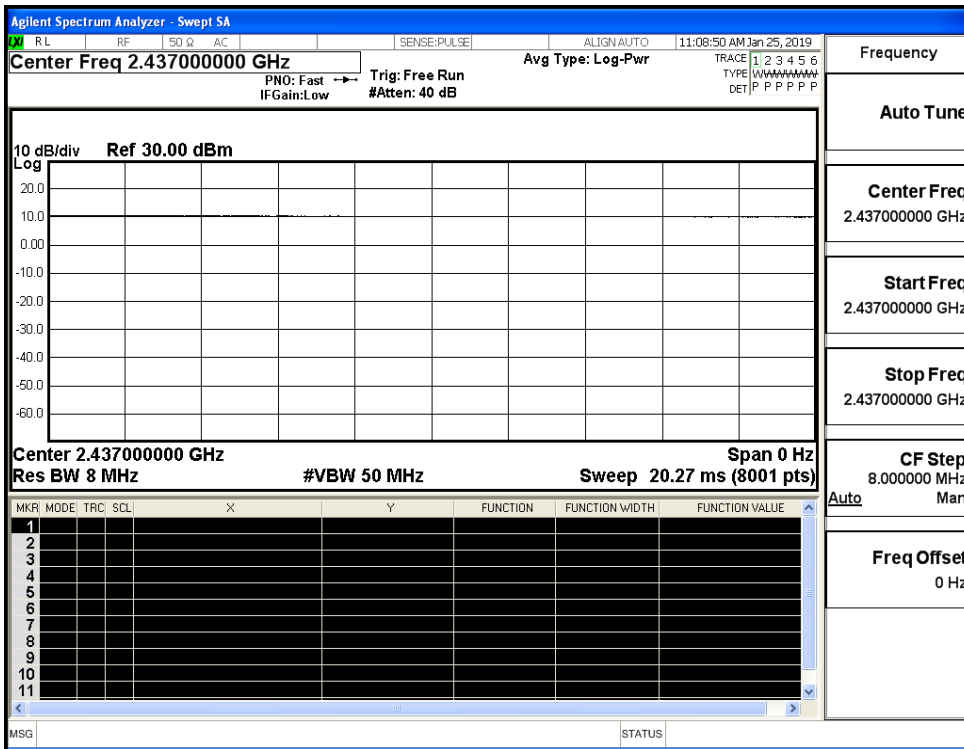 Agilent Spectrum Analyzer - Swept SA
LXI RL RF 50 Ω AC SENSE:PULSE ALIGN AUTO 11:08:50 AM Jan 25, 2019
Center Freq 2.437000000 GHz
PNO: Fast
IFGain:Low
Trig: Free Run
#Atten: 40 dB
Avg Type: Log-Pwr
TRACE 1 2 3 4 5 6
TYPE WWWWWW
DET P P P P P P
10 dB/div Ref 30.00 dBm
Log
20.0
10.0
0.00
-10.0
-20.0
-30.0
-40.0
-50.0
-60.0
Center 2.437000000 GHz Span 0 Hz
Res BW 8 MHz #VBW 50 MHz Sweep 20.27 ms (8001 pts)
MKR MODE TRC SCL X Y FUNCTION FUNCTION WIDTH FUNCTION VALUE
1
2
3
4
5
6
7
8
9
10
11
MSG STATUS
Frequency
Auto Tune
Center Freq
2.437000000 GHz
Start Freq
2.437000000 GHz
Stop Freq
2.437000000 GHz
CF Step
8.000000 MHz
Auto Man
Freq Offset
0 Hz